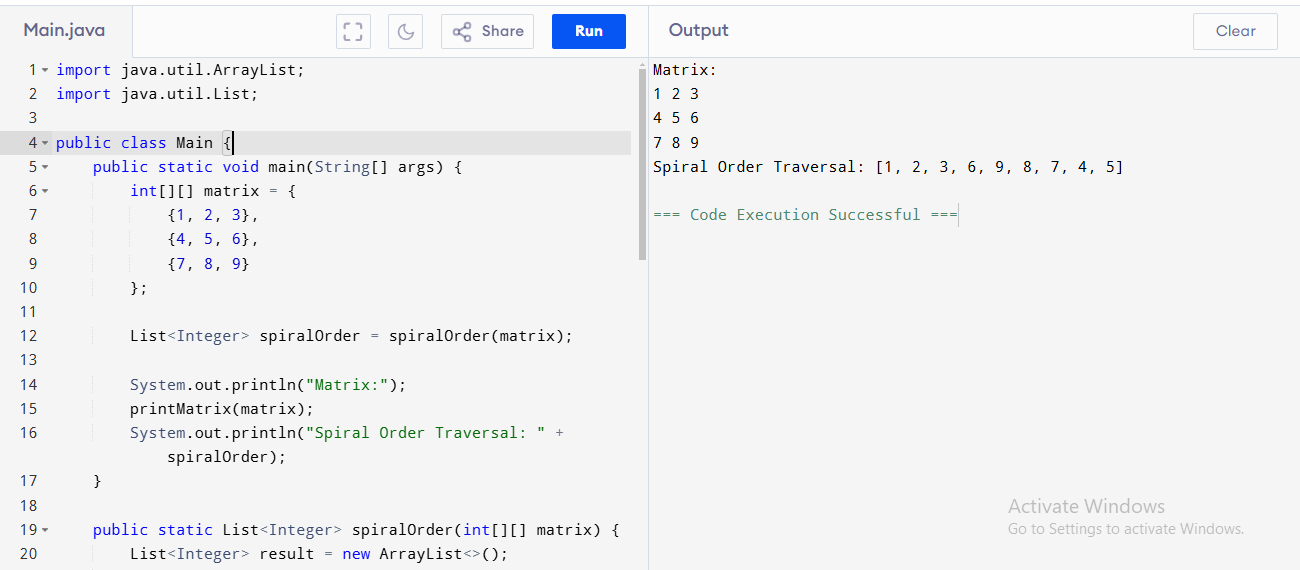 Main.java
Share
Run
Output
Clear
1 import java.util.ArrayList;
2 import java.util.List;
3
4 public class Main {
5 public static void main(String[] args) {
6 int[][] matrix = {
7 {1, 2, 3},
8 {4, 5, 6},
9 {7, 8, 9}
10 };
11
12 List<Integer> spiralOrder = spiralOrder(matrix);
13
14 System.out.println("Matrix:");
15 printMatrix(matrix);
16 System.out.println("Spiral Order Traversal: " +
spiralOrder);
17 }
18
19 public static List<Integer> spiralOrder(int[][] matrix) {
20 List<Integer> result = new ArrayList<>();
Matrix:
1 2 3
4 5 6
7 8 9
Spiral Order Traversal: [1, 2, 3, 6, 9, 8, 7, 4, 5]
=== Code Execution Successful ===
Activate Windows
Go to Settings to activate Windows.